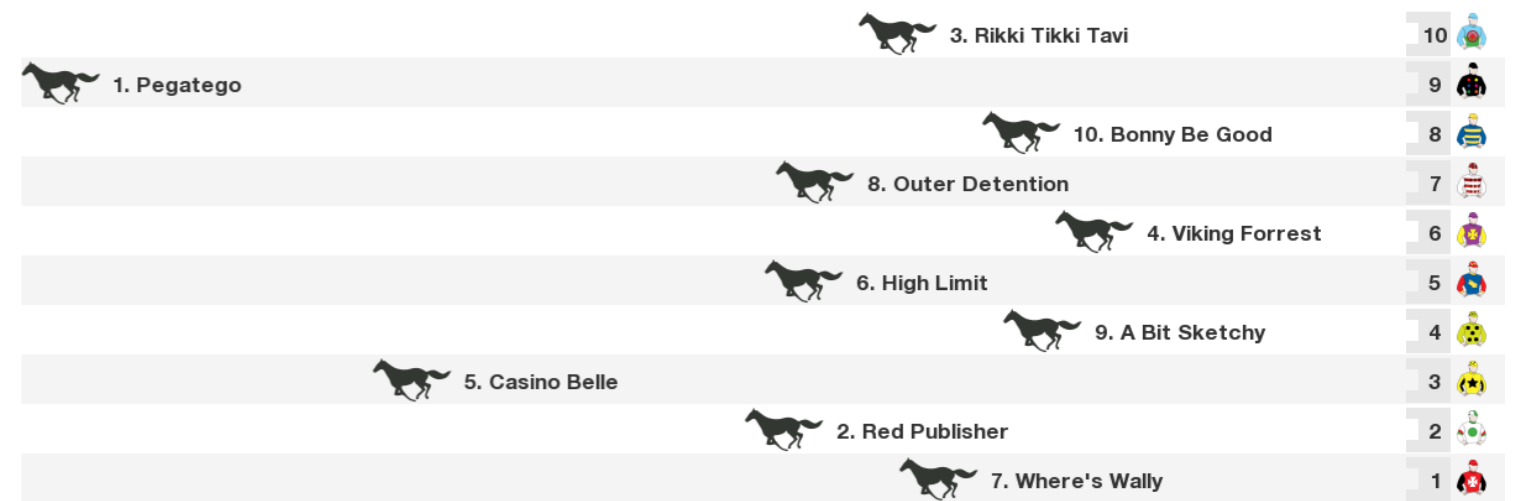 3. Rikki Tikki Tavi 10
1. Pegatego 9
10. Bonny Be Good 8
8. Outer Detention 7
4. Viking Forrest 6
6. High Limit 5
9. A Bit Sketchy 4
5. Casino Belle 3
2. Red Publisher 2
7. Where's Wally 1